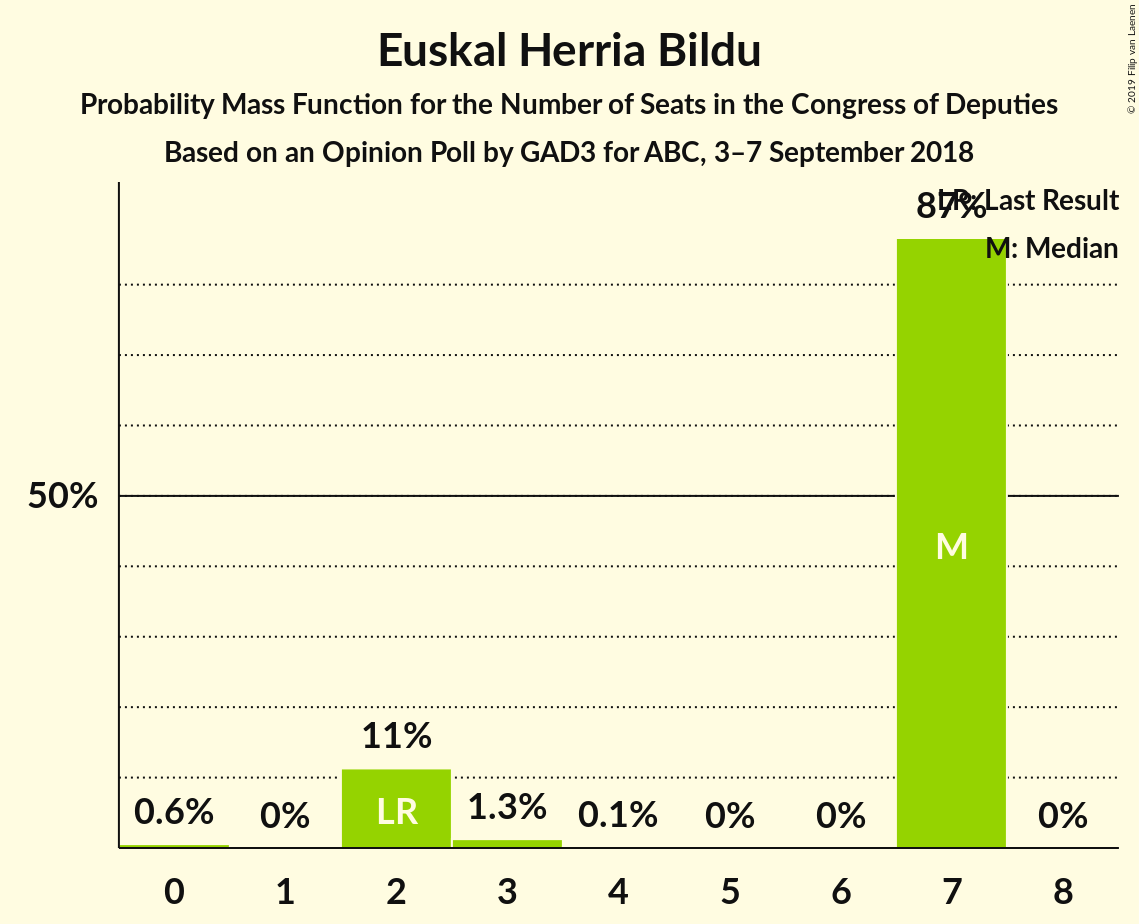 Euskal Herria Bildu
Probability Mass Function for the Number of Seats in the Congress of Deputies
Based on an Opinion Poll by GAD3 for ABC, 3–7 September 2018
© 2019 Filip van Laenen
LR: Last Result
M: Median
87%
50%
M
11%
LR
0.6%
0%
1.3%
0.1%
0%
0%
0%
0 1 2 3 4 5 6 7 8